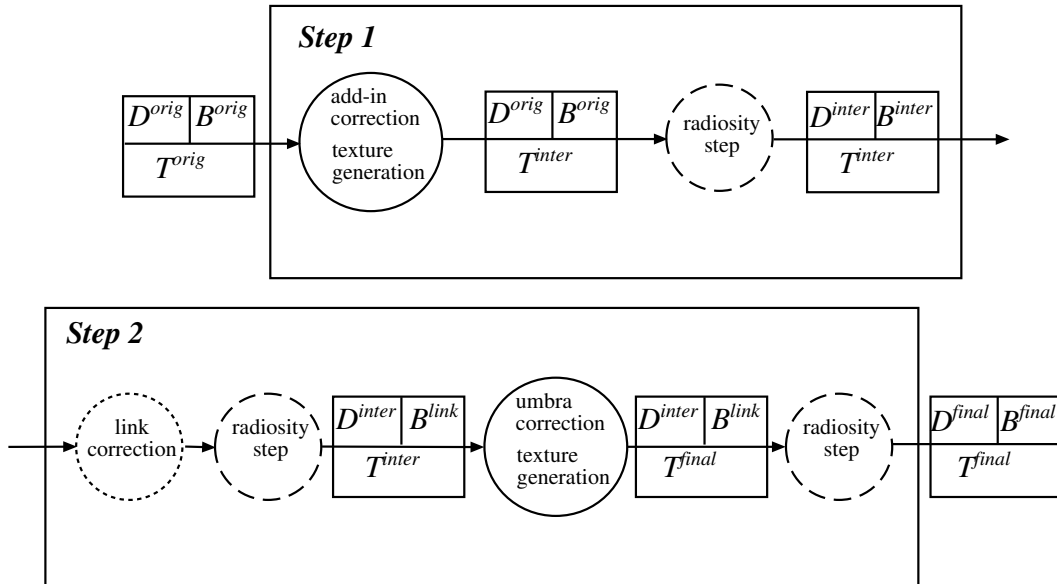 Step 1
D^orig B^orig
T^orig
add-in
correction
texture
generation
D^orig B^orig
T^inter
radiosity
step
D^inter B^inter
T^inter
Step 2
link
correction
radiosity
step
D^inter B^link
T^inter
umbra
correction
texture
generation
D^inter B^link
T^final
radiosity
step
D^final B^final
T^final